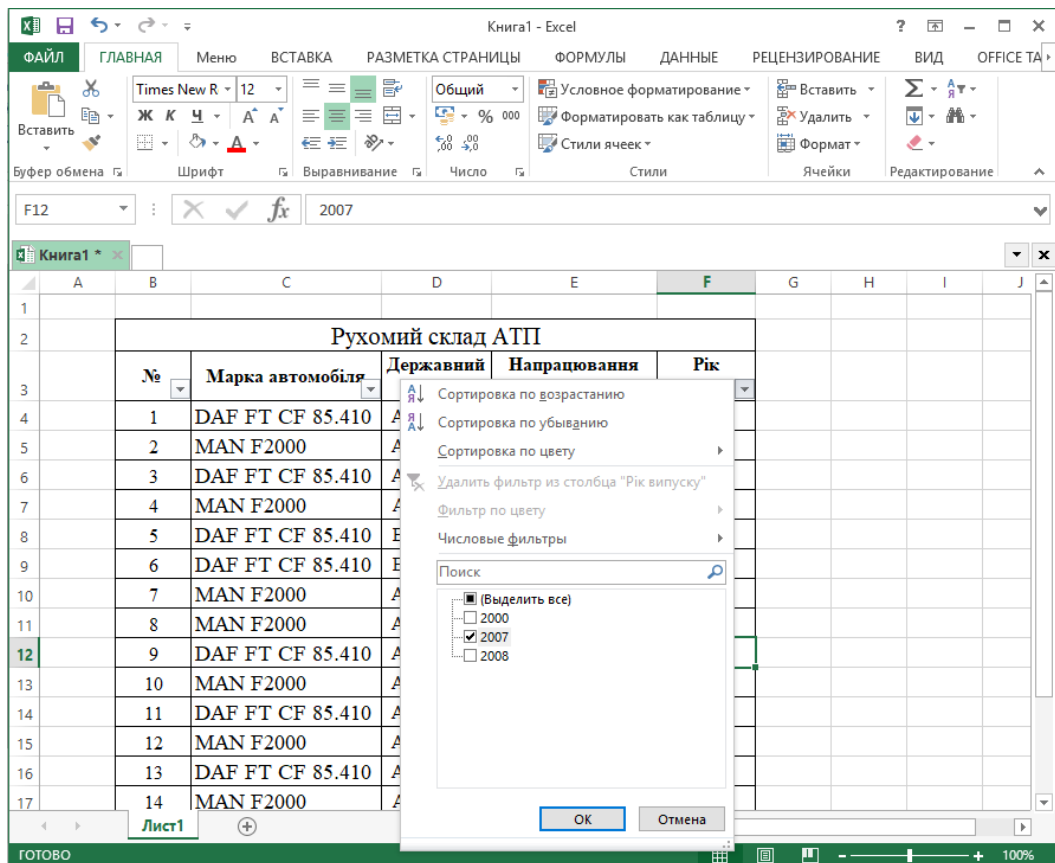 Книга1 - Excel
ФАЙЛ ГЛАВНАЯ Меню ВСТАВКА РАЗМЕТКА СТРАНИЦЫ ФОРМУЛЫ ДАННЫЕ РЕЦЕНЗИРОВАНИЕ ВИД OFFICE TA
Вставить
Times New R 12
Ж К Ч
Общий
% 000
Условное форматирование
Форматировать как таблицу
Стили ячеек
Вставить
Удалить
Формат
Буфер обмена Шрифт Выравнивание Число Стили Ячейки Редактирование
F12 fx 2007
Книга1 *
A B C D E F G H I J
1
2 Рухомий склад АТП
3 № Марка автомобіля Державний Напрацювання Рік
4 1 DAF FT CF 85.410
5 2 MAN F2000
6 3 DAF FT CF 85.410
7 4 MAN F2000
8 5 DAF FT CF 85.410
9 6 DAF FT CF 85.410
10 7 MAN F2000
11 8 MAN F2000
12 9 DAF FT CF 85.410
13 10 MAN F2000
14 11 DAF FT CF 85.410
15 12 MAN F2000
16 13 DAF FT CF 85.410
17 14 MAN F2000
Сортировка по возрастанию
Сортировка по убыванию
Сортировка по цвету
Удалить фильтр из столбца "Рік випуску"
Фильтр по цвету
Числовые фильтры
Поиск
(Выделить все)
2000
2007
2008
ОК Отмена
Лист1
ГОТОВО 100%